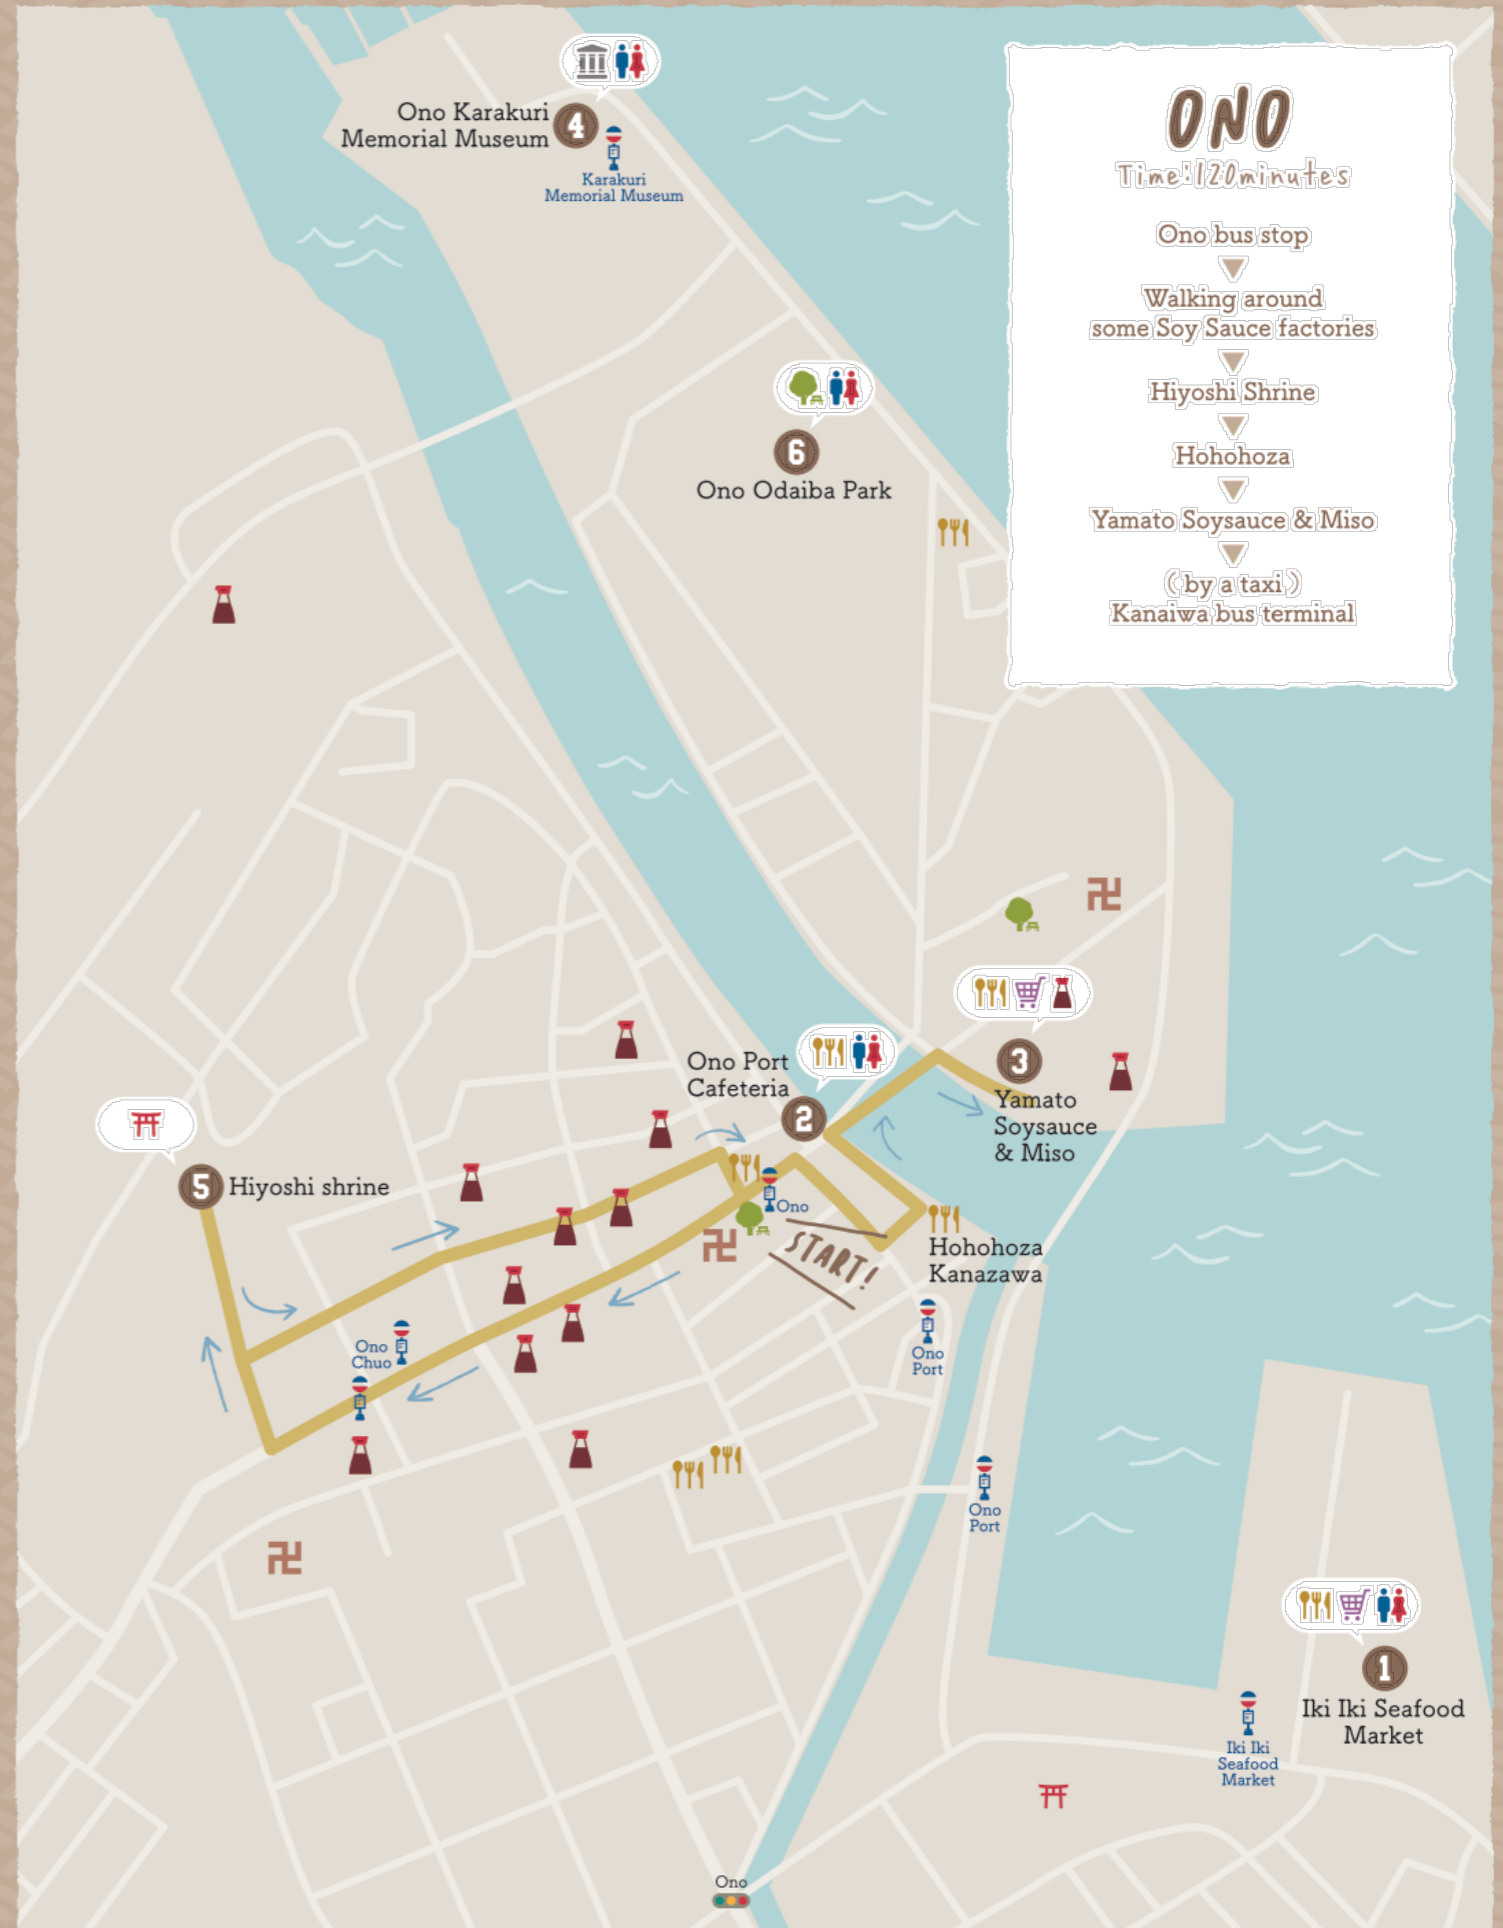 ONO
Time:120minutes
Ono bus stop
Walking around
some Soy Sauce factories
Hiyoshi Shrine
Hohohoza
Yamato Soysauce & Miso
(by a taxi)
Kanaiwa bus terminal
Ono Karakuri
Memorial Museum
4
Karakuri
Memorial Museum
6
Ono Odaiba Park
Ono Port
Cafeteria
2
3
Yamato
Soysauce
& Miso
5
Hiyoshi shrine
Ono
START!
Hohohoza
Kanazawa
Ono
Port
Ono
Chuo
Ono
Port
1
Iki Iki Seafood
Market
Iki Iki
Seafood
Market
Ono